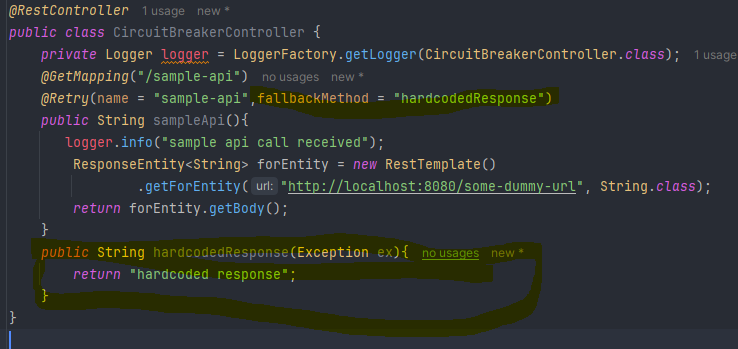 @RestController 1 usage new *
public class CircuitBreakerController {
private Logger logger = LoggerFactory.getLogger(CircuitBreakerController.class); 1 usage
@GetMapping("/sample-api") no usages new *
@Retry(name = "sample-api",fallbackMethod = "hardcodedResponse")
public String sampleApi(){
logger.info("sample api call received");
ResponseEntity<String> forEntity = new RestTemplate()
.getForEntity( url: "http://localhost:8080/some-dummy-url", String.class);
return forEntity.getBody();
}
public String hardcodedResponse(Exception ex){ no usages new *
return "hardcoded response";
}
}